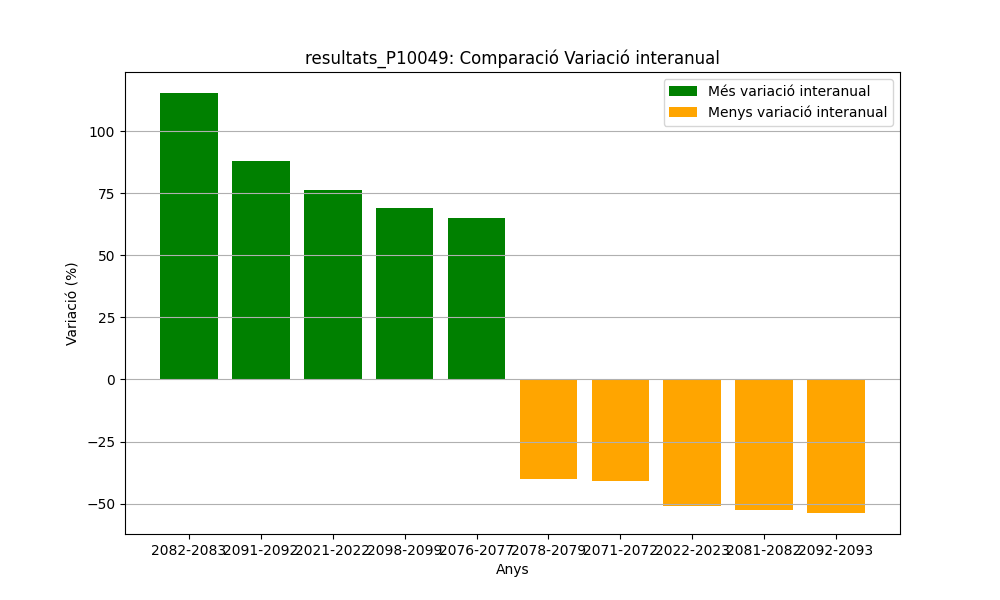 resultats_P10049: Comparació Variació interanual
Més variació interanual
Menys variació interanual
Variació (%)
100
75
50
25
0
−25
−50
2082-2083 2091-2092 2021-2022 2098-2099 2076-2077 2078-2079 2071-2072 2022-2023 2081-2082 2092-2093
Anys